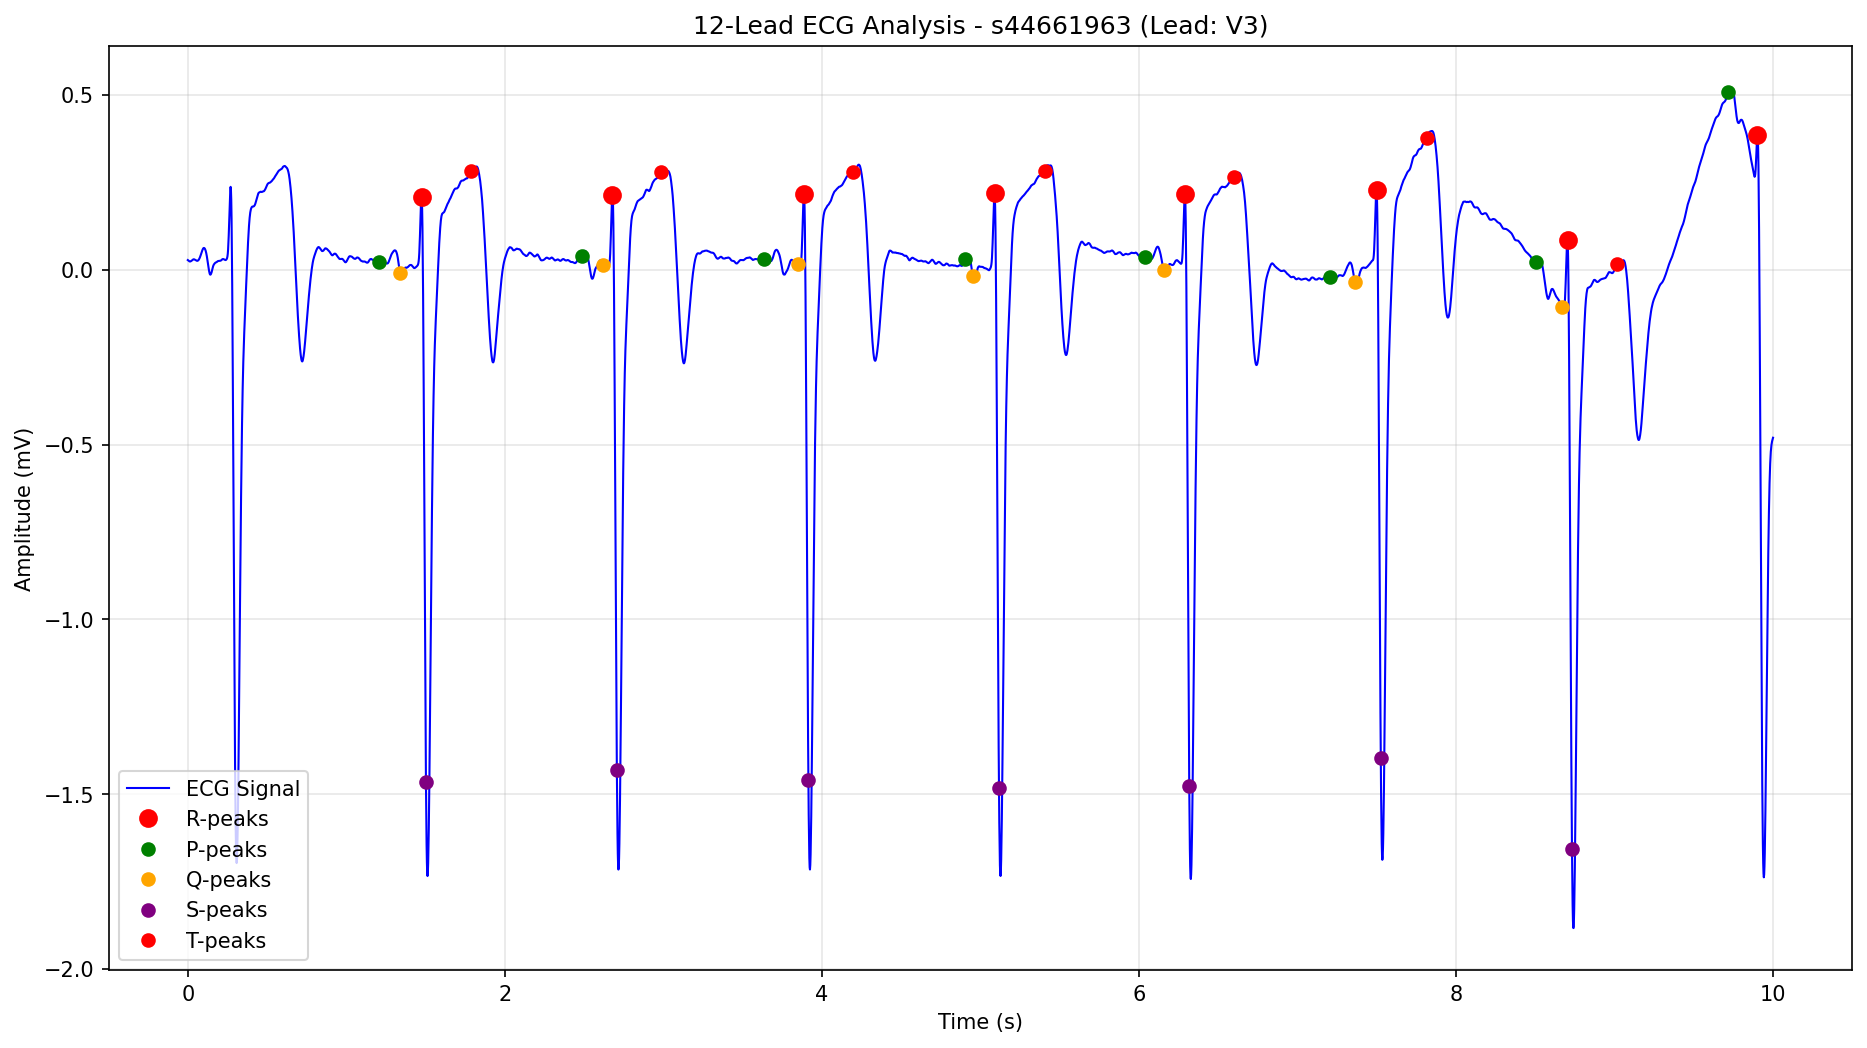 12-Lead ECG Analysis - s44661963 (Lead: V3)
0.5
0.0
−0.5
−1.0
−1.5
−2.0
Amplitude (mV)
ECG Signal
R-peaks
P-peaks
Q-peaks
S-peaks
T-peaks
0
2
4
6
8
10
Time (s)